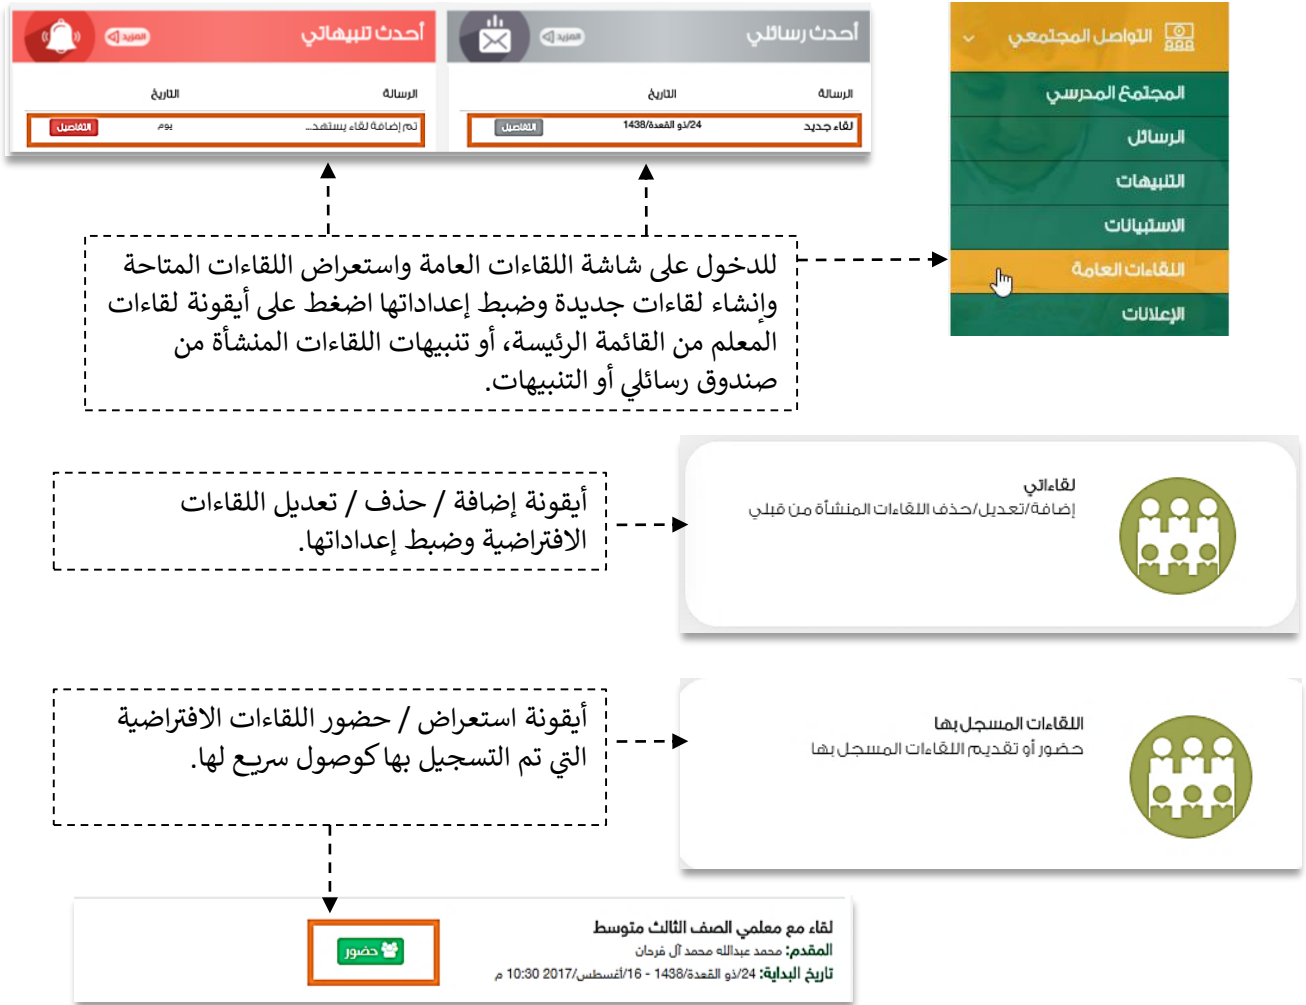 التواصل المجتمعي
المجتمع المدرسي
الرسائل
التنبيهات
الاستبيانات
اللقاءات العامة
الإعلانات
أحدث رسائلي
المزيد
الرسالة
التاريخ
لقاء جديد
24/ذو القعدة/1438
التفاصيل
أحدث تنبيهاتي
المزيد
الرسالة
التاريخ
تم إضافة لقاء يستهد...
يوم
التفاصيل
للدخول على شاشة اللقاءات العامة واستعراض اللقاءات المتاحة
وإنشاء لقاءات جديدة وضبط إعداداتها اضغط على أيقونة لقاءات
المعلم من القائمة الرئيسة، أو تنبيهات اللقاءات المنشأة من
صندوق رسائلي أو التنبيهات.
لقاءاتي
إضافة/تعديل/حذف اللقاءات المنشأة من قبلي
أيقونة إضافة / حذف / تعديل اللقاءات
الافتراضية وضبط إعداداتها.
اللقاءات المسجل بها
حضور أو تقديم اللقاءات المسجل بها
أيقونة استعراض / حضور اللقاءات الافتراضية
التي تم التسجيل بها كوصول سريع لها.
لقاء مع معلمي الصف الثالث متوسط
المقدم: محمد عبدالله محمد آل فرحان
تاريخ البداية: 24/ذو القعدة/1438 - 16/أغسطس/2017 10:30 م
حضور